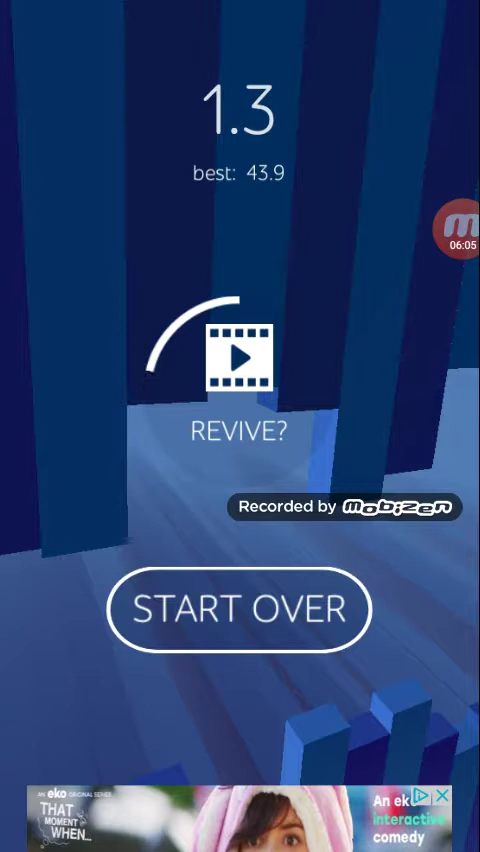 1.3
best: 43.9
06:05
REVIVE?
Recorded by mobizen
START OVER
AN eko ORIGINAL SERIES
THAT
MOMENT
WHEN...
An eko
interactive
comedy